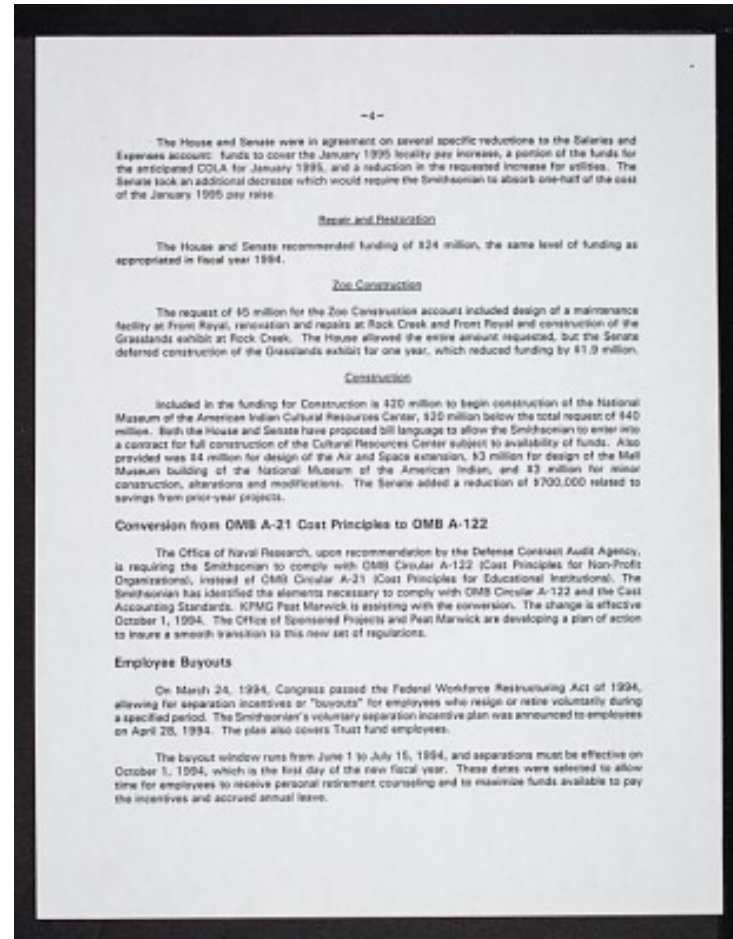 -4-
The House and Senate were in agreement on several specific reductions to the Salaries and
Expenses account: funds to cover the January 1995 locality pay increase, a portion of the funds for
the anticipated COLA for January 1995, and a reduction in the requested increase for utilities. The
Senate took an additional decrease which would require the Smithsonian to absorb one-half of the cost
of the January 1995 pay raise.
Repair and Restoration
The House and Senate recommended funding of $24 million, the same level of funding as
appropriated in fiscal year 1994.
Zoo Construction
The request of $5 million for the Zoo Construction account included design of a maintenance
facility at Front Royal, renovation and repairs at Rock Creek and Front Royal and construction of the
Grasslands exhibit at Rock Creek. The House allowed the entire amount requested, but the Senate
deferred construction of the Grasslands exhibit for one year, which reduced funding by $1.9 million.
Construction
Included in the funding for Construction is $20 million to begin construction of the National
Museum of the American Indian Cultural Resources Center, $20 million below the total request of $40
million. Both the House and Senate have proposed bill language to allow the Smithsonian to enter into
a contract for full construction of the Cultural Resources Center subject to availability of funds. Also
provided was $4 million for design of the Air and Space extension, $3 million for design of the Mall
Museum building of the National Museum of the American Indian, and $3 million for minor
construction, alterations and modifications. The Senate added a reduction of $700,000 related to
savings from prior-year projects.
Conversion from OMB A-21 Cost Principles to OMB A-122
The Office of Naval Research, upon recommendation by the Defense Contract Audit Agency,
is requiring the Smithsonian to comply with OMB Circular A-122 (Cost Principles for Non-Profit
Organizations), instead of OMB Circular A-21 (Cost Principles for Educational Institutions). The
Smithsonian has identified the elements necessary to comply with OMB Circular A-122 and the Cost
Accounting Standards. KPMG Peat Marwick is assisting with the conversion. The change is effective
October 1, 1994. The Office of Sponsored Projects and Peat Marwick are developing a plan of action
to insure a smooth transition to this new set of regulations.
Employee Buyouts
On March 24, 1994, Congress passed the Federal Workforce Restructuring Act of 1994,
allowing for separation incentives or "buyouts" for employees who resign or retire voluntarily during
a specified period. The Smithsonian's voluntary separation incentive plan was announced to employees
on April 28, 1994. The plan also covers Trust fund employees.
The buyout window runs from June 1 to July 15, 1994, and separations must be effective on
October 1, 1994, which is the first day of the new fiscal year. These dates were selected to allow
time for employees to receive personal retirement counseling and to maximize funds available to pay
the incentives and accrued annual leave.